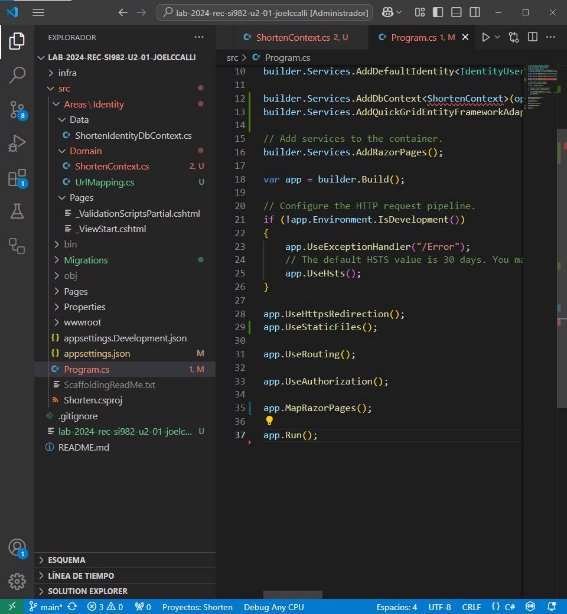 lab-2024-rec-si982-u2-01-joelccalli [Administrador]
EXPLORADOR
LAB-2024-REC-SI982-U2-01-JOELCCALLI
infra
src
Areas \ Identity
Data
ShortenIdentityDbContext.cs
Domain
ShortenContext.cs 2, U
UrlMapping.cs U
Pages
_ValidationScriptsPartial.cshtml
_ViewStart.cshtml
bin
Migrations
obj
Pages
Properties
wwwroot
appsettings.Development.json
appsettings.json M
Program.cs 1, M
ScaffoldingReadMe.txt
Shorten.csproj
.gitignore
lab-2024-rec-si982-u2-01-joelcc... U
README.md
ESQUEMA
LÍNEA DE TIEMPO
SOLUTION EXPLORER
8
1
1
ShortenContext.cs 2, U
Program.cs 1, M
src > Program.cs
10 builder.Services.AddDefaultIdentity<IdentityUser
11
12 builder.Services.AddDbContext<ShortenContext>(op
13 builder.Services.AddQuickGridEntityFrameworkAdap
14
15 // Add services to the container.
16 builder.Services.AddRazorPages();
17
18 var app = builder.Build();
19
20 // Configure the HTTP request pipeline.
21 if (!app.Environment.IsDevelopment())
22 {
23 app.UseExceptionHandler("/Error");
24 // The default HSTS value is 30 days. You ma
25 app.UseHsts();
26 }
27
28 app.UseHttpsRedirection();
29 app.UseStaticFiles();
30
31 app.UseRouting();
32
33 app.UseAuthorization();
34
35 app.MapRazorPages();
36
37 app.Run();
main* 3 0 0 Proyectos: Shorten Debug Any CPU Espacios: 4 UTF-8 CRLF {} C#